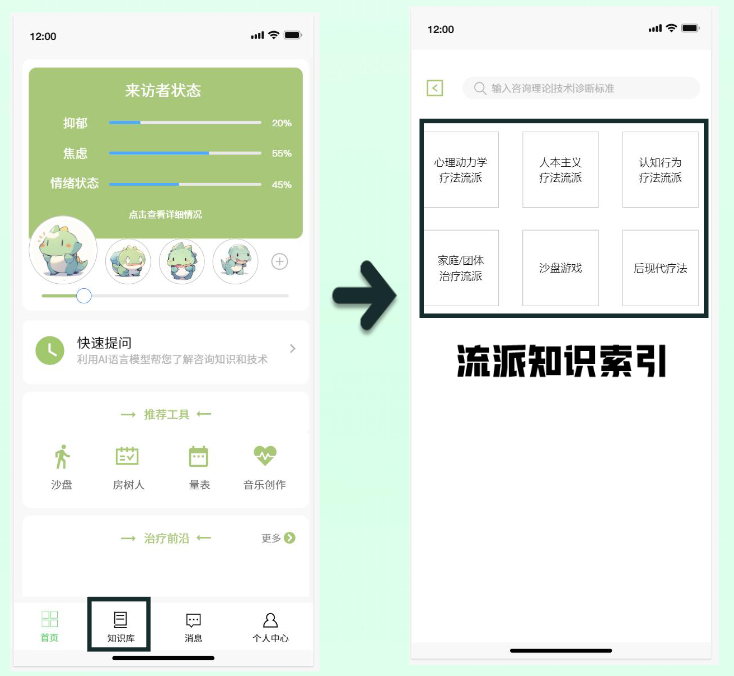 12:00
来访者状态
抑郁 20%
焦虑 55%
情绪状态 45%
点击查看详细情况
快速提问
利用AI语言模型帮您了解咨询知识和技术
推荐工具
沙盘 房树人 量表 音乐创作
治疗前沿 更多
首页 知识库 消息 个人中心
12:00
输入咨询理论|技术|诊断标准
心理动力学
疗法流派
人本主义
疗法流派
认知行为
疗法流派
家庭/团体
治疗流派
沙盘游戏
后现代疗法
流派知识索引